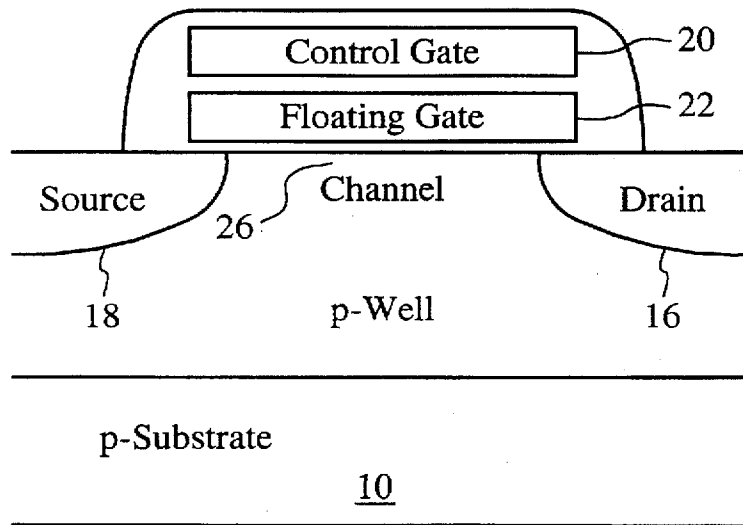 Control Gate
20
Floating Gate
22
Source
Channel
Drain
26
18
p-Well
16
p-Substrate
10